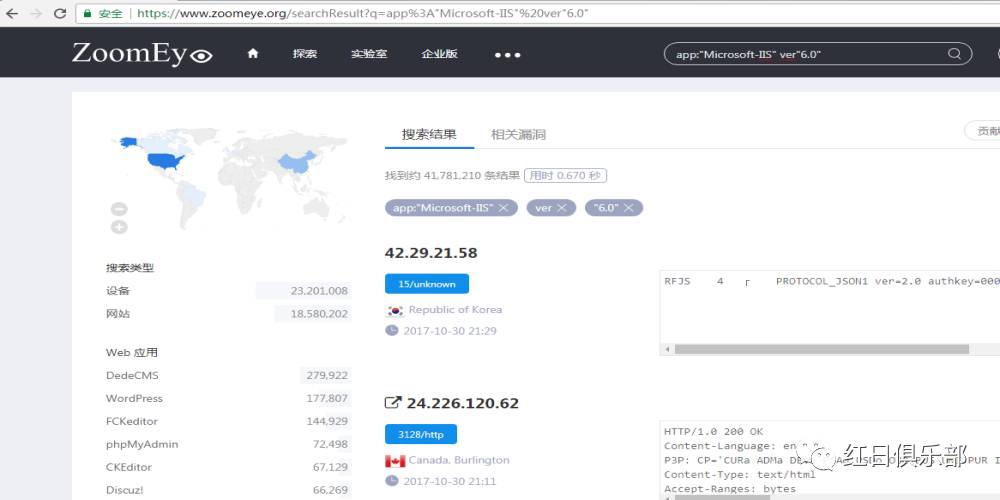 安全 https://www.zoomeye.org/searchResult?q=app%3A"Microsoft-IIS"%20ver"6.0"
ZoomEye 探索 实验室 企业版 ••• app:"Microsoft-IIS" ver"6.0"
搜索结果 相关漏洞 贡献
找到约 41,781,210 条结果 用时 0.670 秒
app:"Microsoft-IIS" ver "6.0"
搜索类型
设备 23,201,008
网站 18,580,202
Web 应用
DedeCMS 279,922
WordPress 177,807
FCKeditor 144,929
phpMyAdmin 72,498
CKEditor 67,129
Discuz! 66,269
42.29.21.58
15/unknown
Republic of Korea
2017-10-30 21:29
RFJS 4 PROTOCOL_JSON1 ver=2.0 authkey=000
24.226.120.62
3128/http
Canada, Burlington
2017-10-30 21:11
HTTP/1.0 200 OK
Content-Language: en
P3P: CP='CURa ADMa
Content-Type: text/html
Accept-Ranges: bytes
红日俱乐部